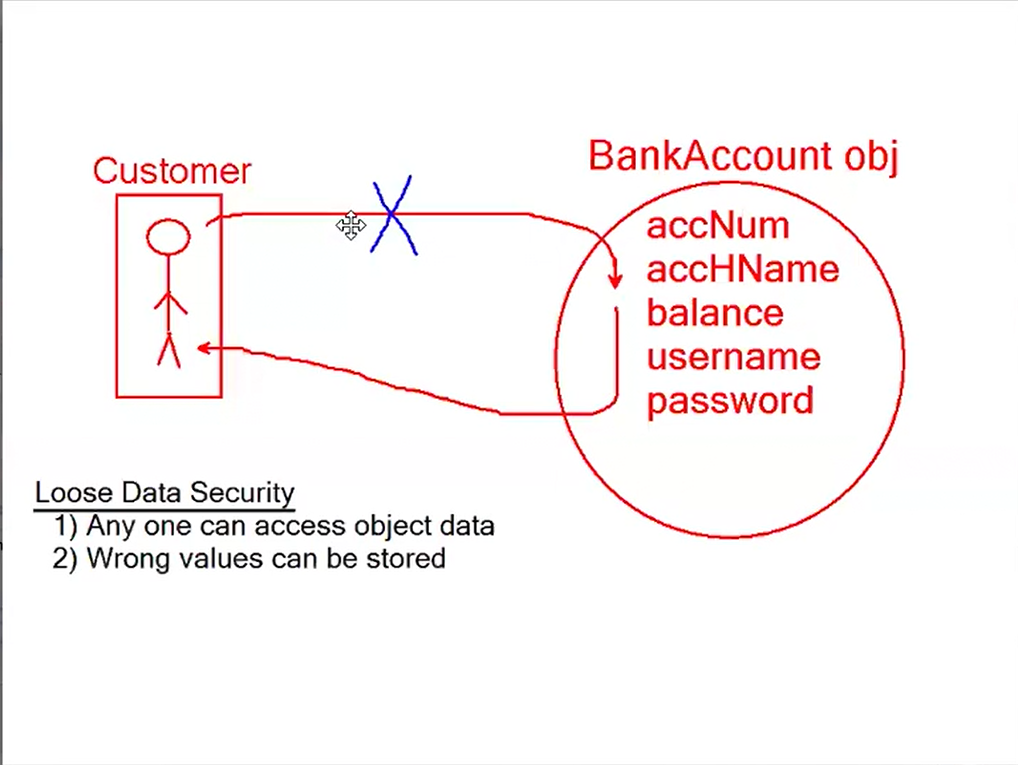 Customer
BankAccount obj
accNum
accHName
balance
username
password
Loose Data Security
1) Any one can access object data
2) Wrong values can be stored